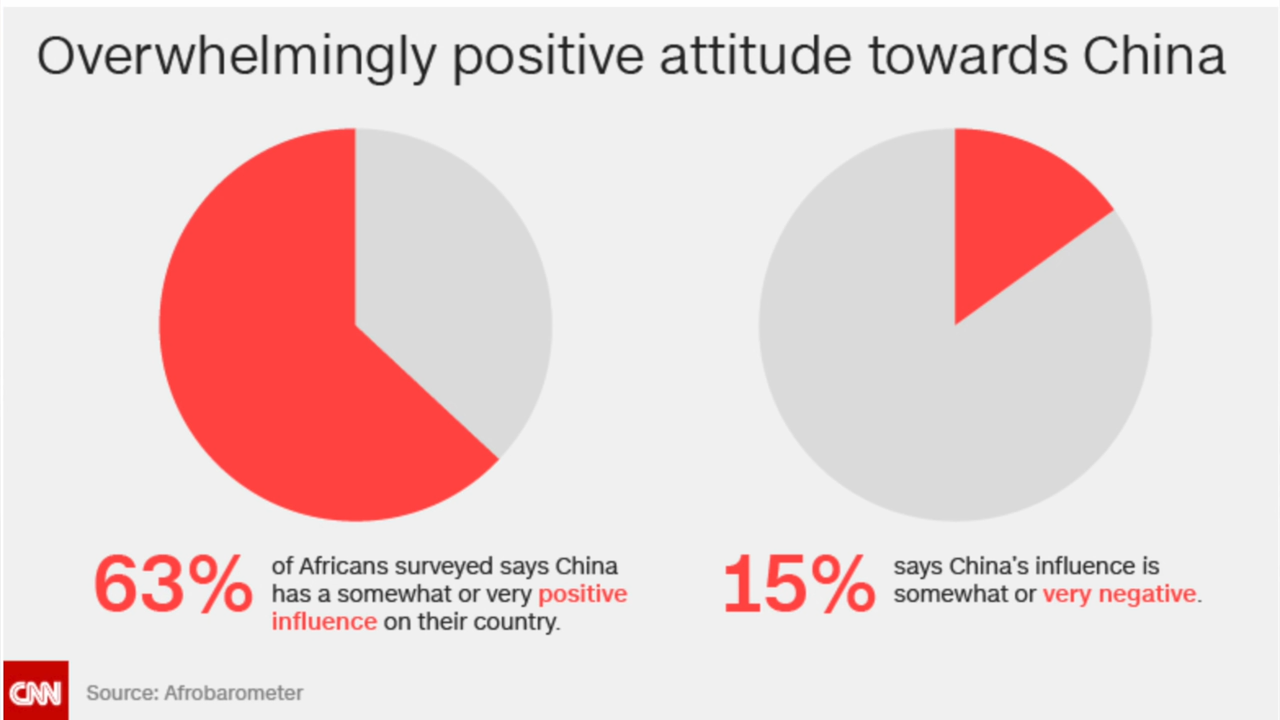 Overwhelmingly positive attitude towards China
63%
of Africans surveyed says China
has a somewhat or very positive
influence on their country.
15%
says China's influence is
somewhat or very negative.
CNN
Source: Afrobarometer